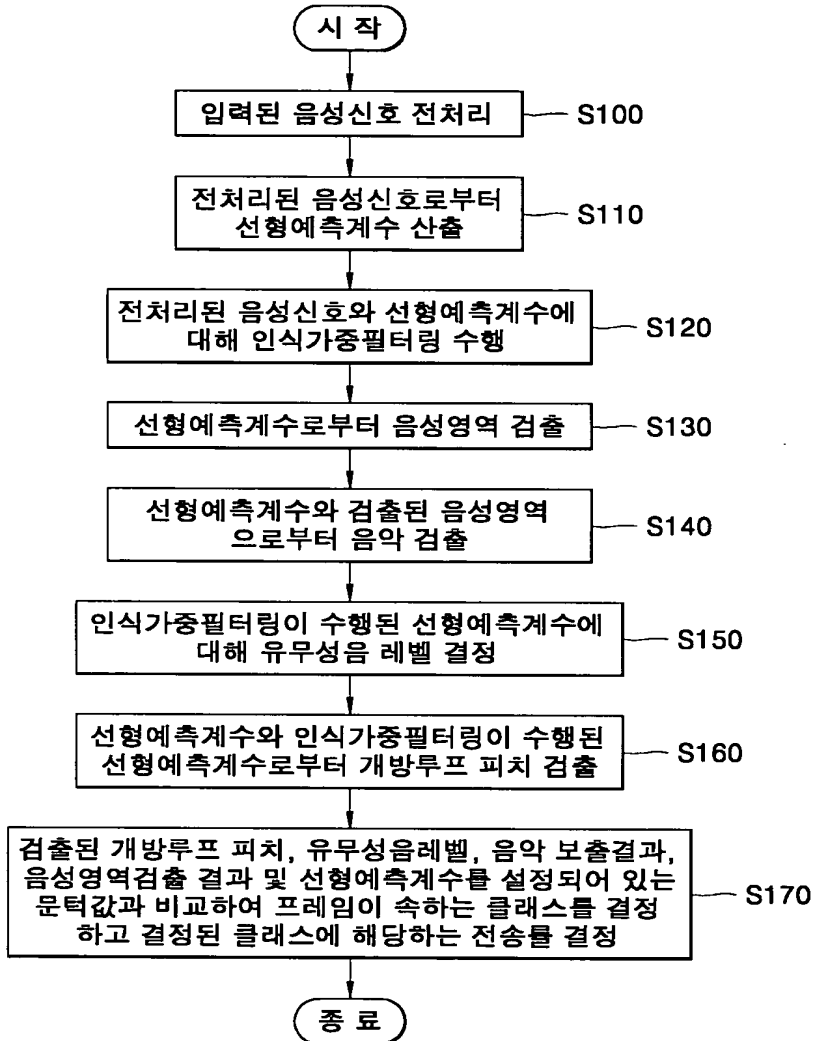 시 작
입력된 음성신호 전처리
S100
전처리된 음성신호로부터
선형예측계수 산출
S110
전처리된 음성신호와 선형예측계수에
대해 인식가중필터링 수행
S120
선형예측계수로부터 음성영역 검출
S130
선형예측계수와 검출된 음성영역
으로부터 음악 검출
S140
인식가중필터링이 수행된 선형예측계수에
대해 유무성음 레벨 결정
S150
선형예측계수와 인식가중필터링이 수행된
선형예측계수로부터 개방루프 피치 검출
S160
검출된 개방루프 피치, 유무성음레벨, 음악 보출결과,
음성영역검출 결과 및 선형예측계수를 설정되어 있는
문턱값과 비교하여 프레임이 속하는 클래스를 결정
하고 결정된 클래스에 해당하는 전송률 결정
S170
종 료